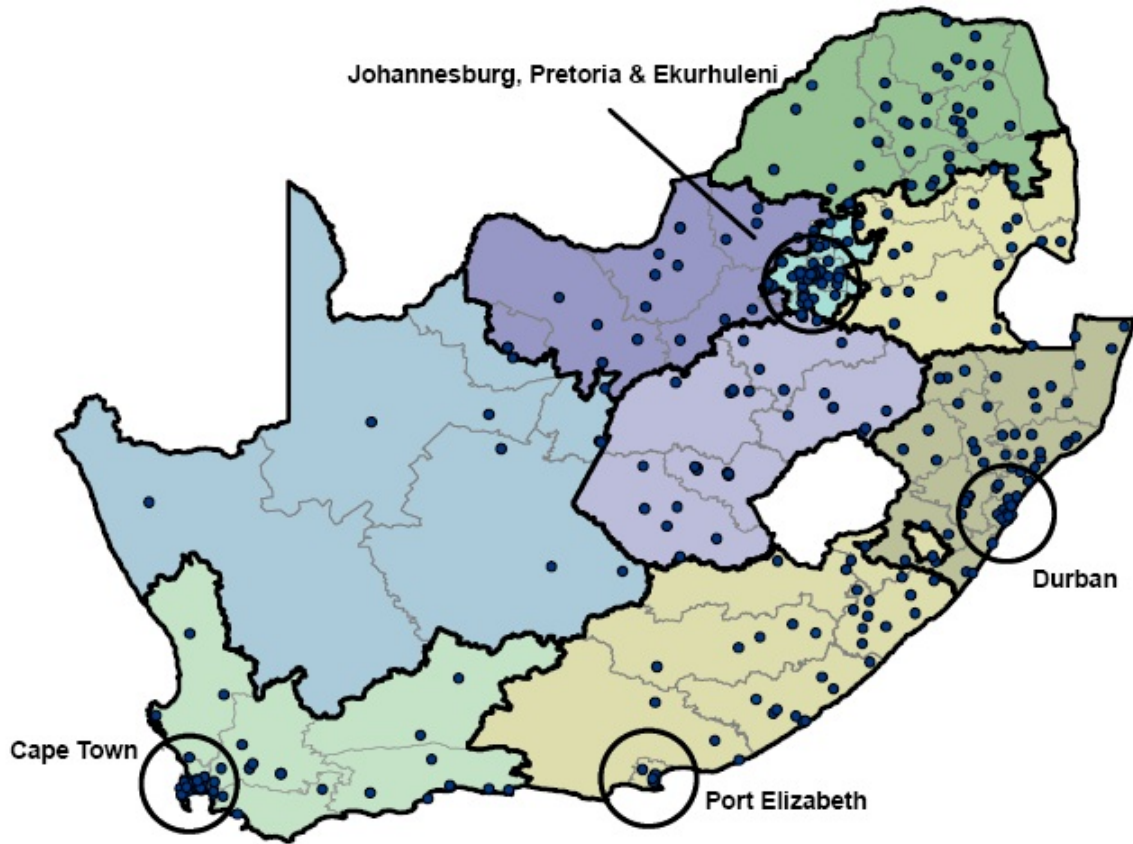 Johannesburg, Pretoria & Ekurhuleni
Durban
Cape Town
Port Elizabeth